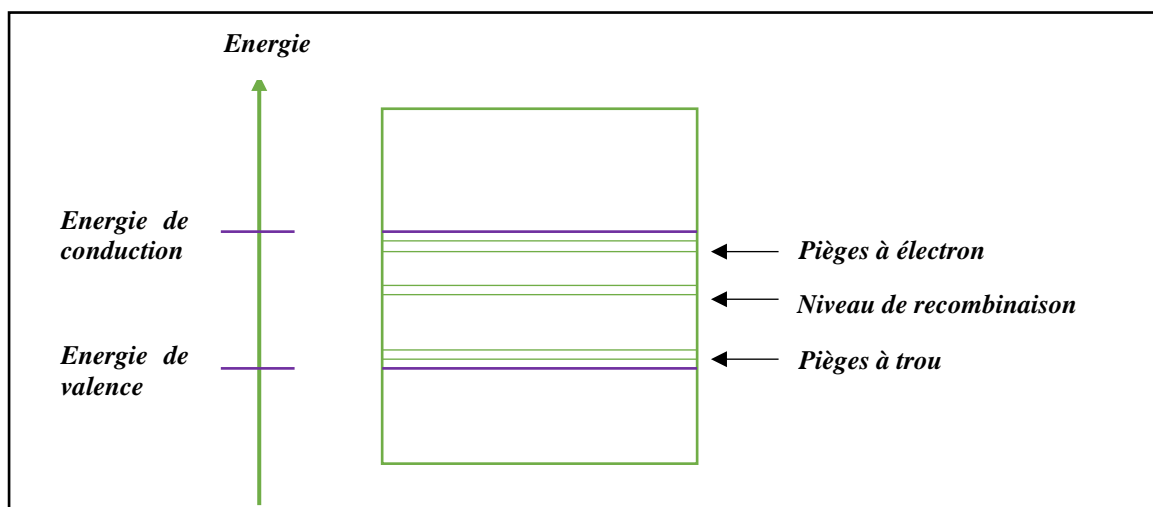 Energie
Energie de
conduction
Pièges à électron
Niveau de recombinaison
Energie de
valence
Pièges à trou